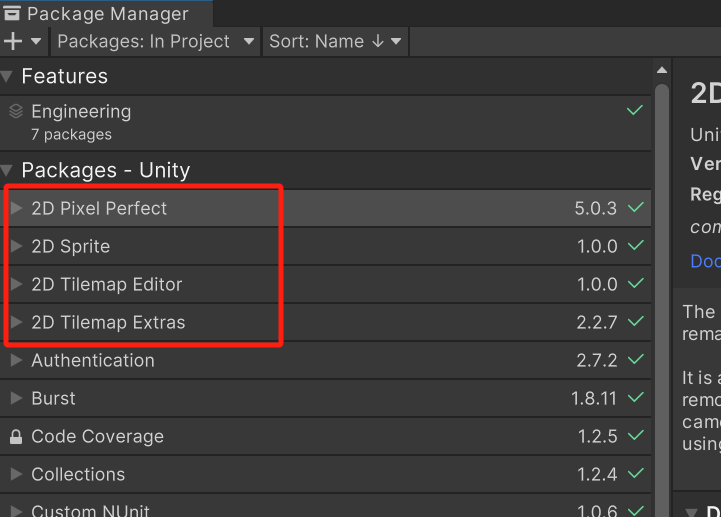 Package Manager
Packages: In Project
Sort: Name ↓
Features
Engineering
7 packages
Packages - Unity
2D Pixel Perfect 5.0.3
2D Sprite 1.0.0
2D Tilemap Editor 1.0.0
2D Tilemap Extras 2.2.7
Authentication 2.7.2
Burst 1.8.11
Code Coverage 1.2.5
Collections 1.2.4
Custom NUnit 1.0.6
2D
Uni
Ver
Reg
com
Doc
The
rema
It is a
remo
came
using
D